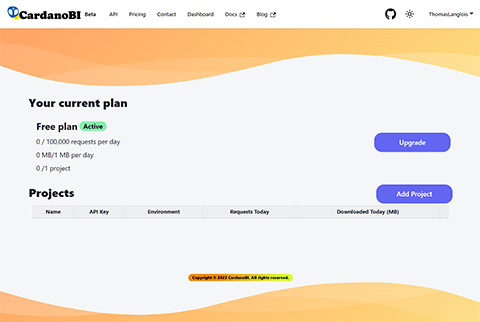 CardanoBI Beta API Pricing Contact Dashboard Docs Blog ThomasLanglois
Your current plan
Free plan Active
0 / 100,000 requests per day
0 MB/1 MB per day
Upgrade
0 /1 project
Projects
Add Project
Name API Key Environment Requests Today Downloaded Today (MB)
Copyright © 2023 CardanoBI. All rights reserved.